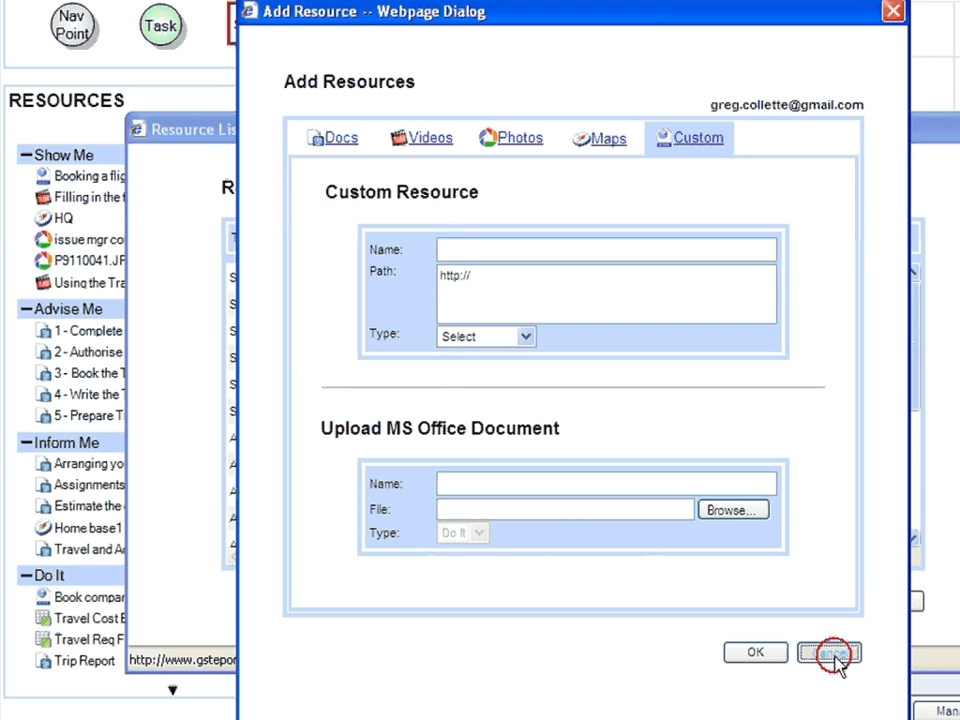 Nav
Point
Task
Add Resource -- Webpage Dialog
RESOURCES
Resource Lis
Show Me
Booking a flig
Filling in the
HQ
issue mgr co
P9110041.JP
Using the Tra
Advise Me
1 - Complete
2 - Authorise
3 - Book the T
4 - Write the T
5 - Prepare T
Inform Me
Arranging yo
Assignments
Estimate the
Home base1
Travel and Ac
Do It
Book compan
Travel Cost E
Travel Req F
Trip Report
http://www.gstepor
R
Add Resources
greg.collette@gmail.com
Docs
Videos
Photos
Maps
Custom
Custom Resource
Name:
Path:
http://
Type:
Select
Upload MS Office Document
Name:
File:
Browse...
Type:
Do It
OK
Cancel
Mana